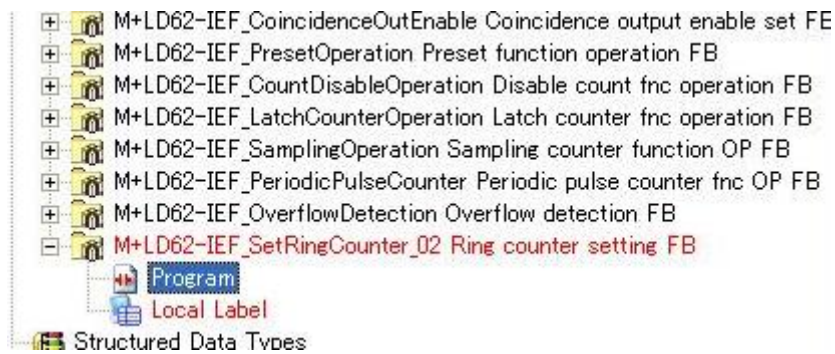 M+LD62-IEF_CoincidenceOutEnable Coincidence output enable set FE
M+LD62-IEF_PresetOperation Preset function operation FB
M+LD62-IEF_CountDisableOperation Disable count fnc operation FB
M+LD62-IEF_LatchCounterOperation Latch counter fnc operation FB
M+LD62-IEF_SamplingOperation Sampling counter function OP FB
M+LD62-IEF_PeriodicPulseCounter Periodic pulse counter fnc OP FB
M+LD62-IEF_OverflowDetection Overflow detection FB
M+LD62-IEF_SetRingCounter_02 Ring counter setting FB
Program
Local Label
Structured Data Types